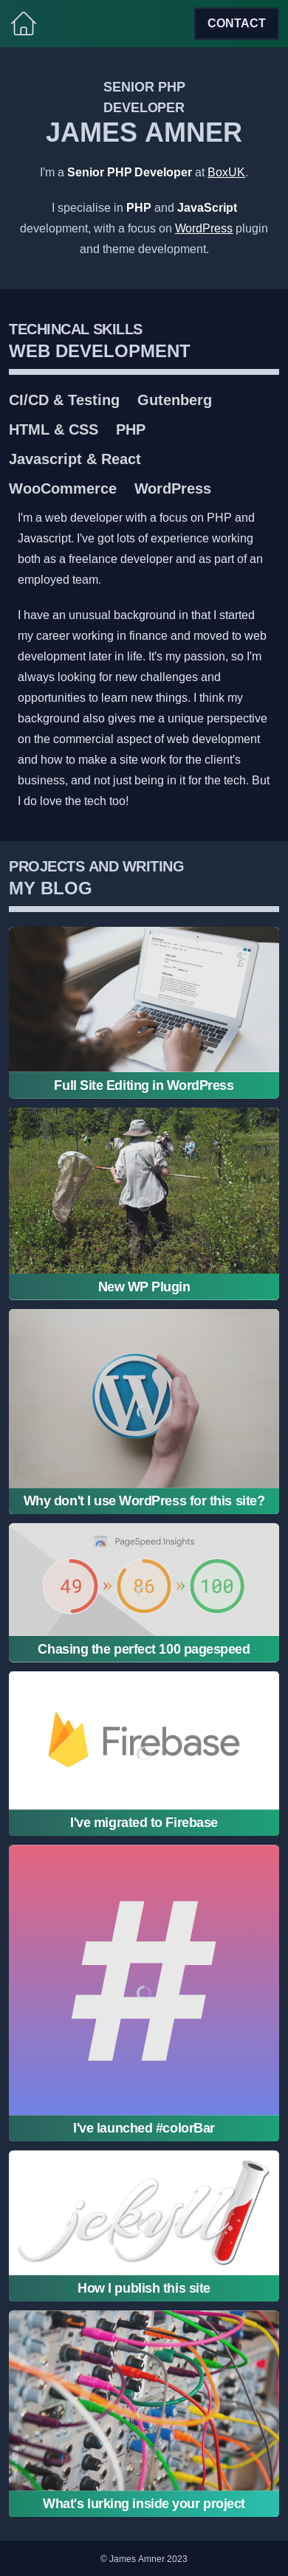 CONTACT
SENIOR PHP
DEVELOPER
JAMES AMNER
I'm a Senior PHP Developer at BoxUK.
I specialise in PHP and JavaScript
development, with a focus on WordPress plugin
and theme development.
TECHINCAL SKILLS
WEB DEVELOPMENT
CI/CD & Testing Gutenberg
HTML & CSS PHP
Javascript & React
WooCommerce WordPress
I'm a web developer with a focus on PHP and
Javascript. I've got lots of experience working
both as a freelance developer and as part of an
employed team.
I have an unusual background in that I started
my career working in finance and moved to web
development later in life. It's my passion, so I'm
always looking for new challenges and
opportunities to learn new things. I think my
background also gives me a unique perspective
on the commercial aspect of web development
and how to make a site work for the client's
business, and not just being in it for the tech. But
I do love the tech too!
PROJECTS AND WRITING
MY BLOG
Full Site Editing in WordPress
New WP Plugin
W
Why don't I use WordPress for this site?
PageSpeed Insights
49 » 86 » 100
Chasing the perfect 100 pagespeed
Firebase
I've migrated to Firebase
#
I've launched #colorBar
jekyll
How I publish this site
What's lurking inside your project
© James Amner 2023